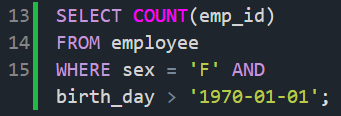 13 SELECT COUNT(emp_id)
14 FROM employee
15 WHERE sex = 'F' AND
birth_day > '1970-01-01';